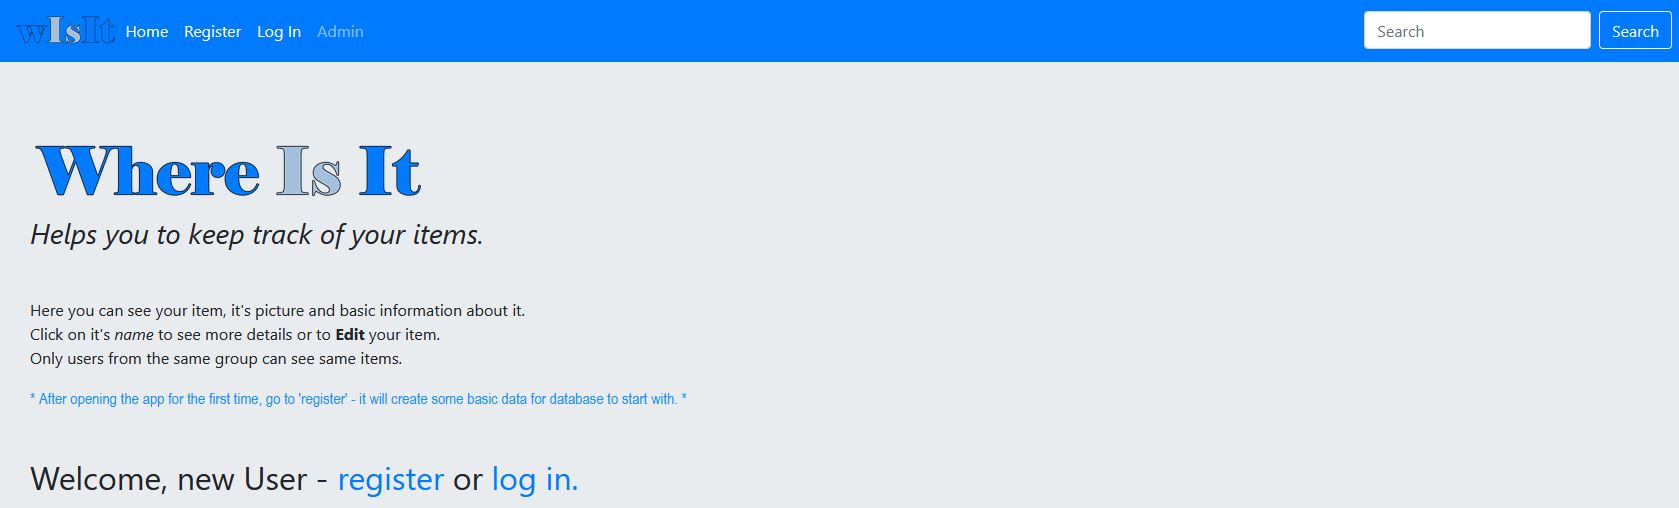 wIsIt Home Register Log In Admin Search Search
Where Is It
Helps you to keep track of your items.
Here you can see your item, it's picture and basic information about it.
Click on it's name to see more details or to Edit your item.
Only users from the same group can see same items.
* After opening the app for the first time, go to 'register' - it will create some basic data for database to start with. *
Welcome, new User - register or log in.